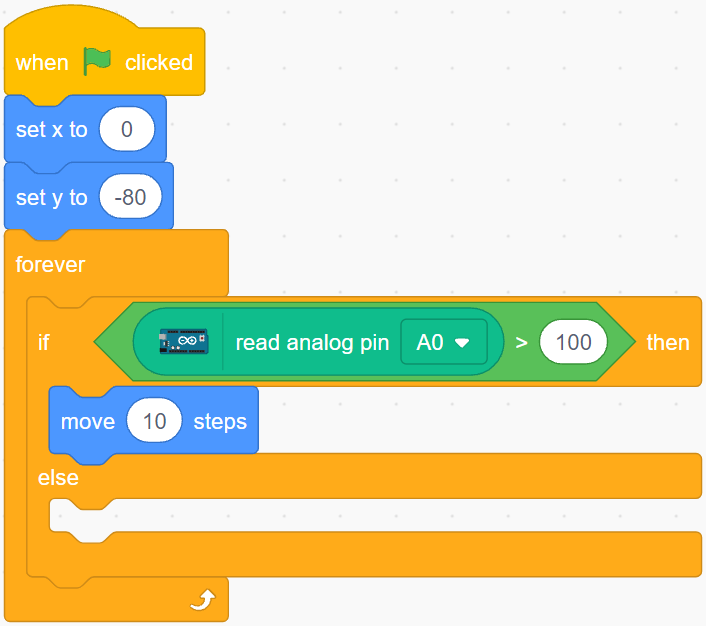 when clicked
set x to 0
set y to -80
forever
if read analog pin A0 > 100 then
move 10 steps
else